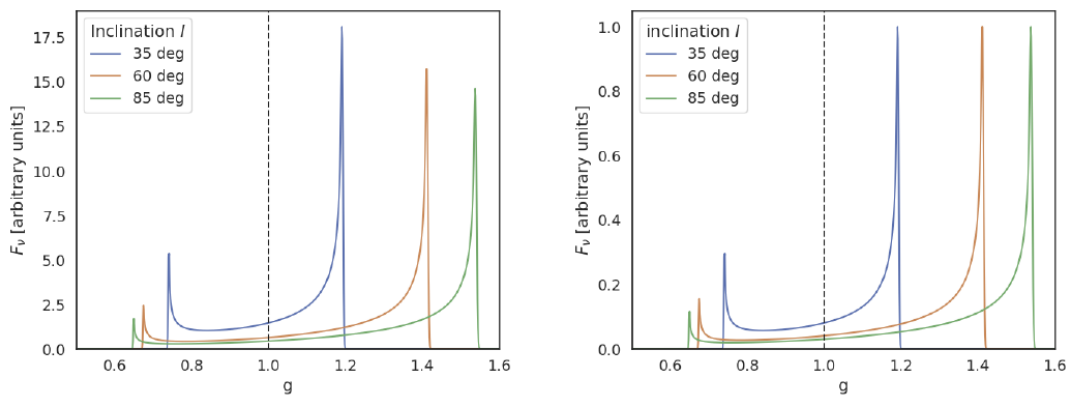 Inclination I
35 deg
60 deg
85 deg
17.5
15.0
12.5
10.0
7.5
5.0
2.5
0.0
0.6 0.8 1.0 1.2 1.4 1.6
g
Fν [arbitrary units]
inclination I
35 deg
60 deg
85 deg
1.0
0.8
0.6
0.4
0.2
0.0
0.6 0.8 1.0 1.2 1.4 1.6
g
Fν [arbitrary units]